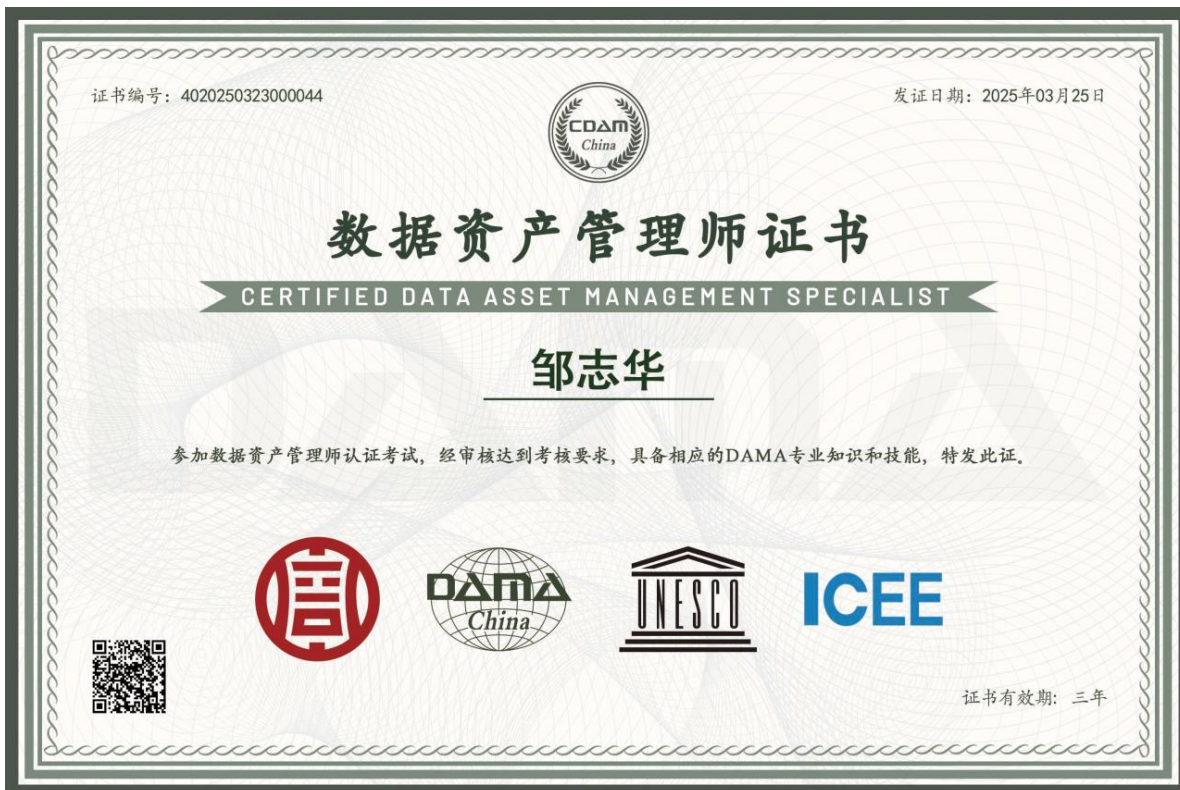 证书编号：4020250323000044
发证日期：2025年03月25日
CDAM
China
数据资产管理师证书
CERTIFIED DATA ASSET MANAGEMENT SPECIALIST
DAMA
邹志华
参加数据资产管理师认证考试，经审核达到考核要求，具备相应的DAMA专业知识和技能，特发此证。
DAMA
China
UNESCO
ICEE
证书有效期：三年